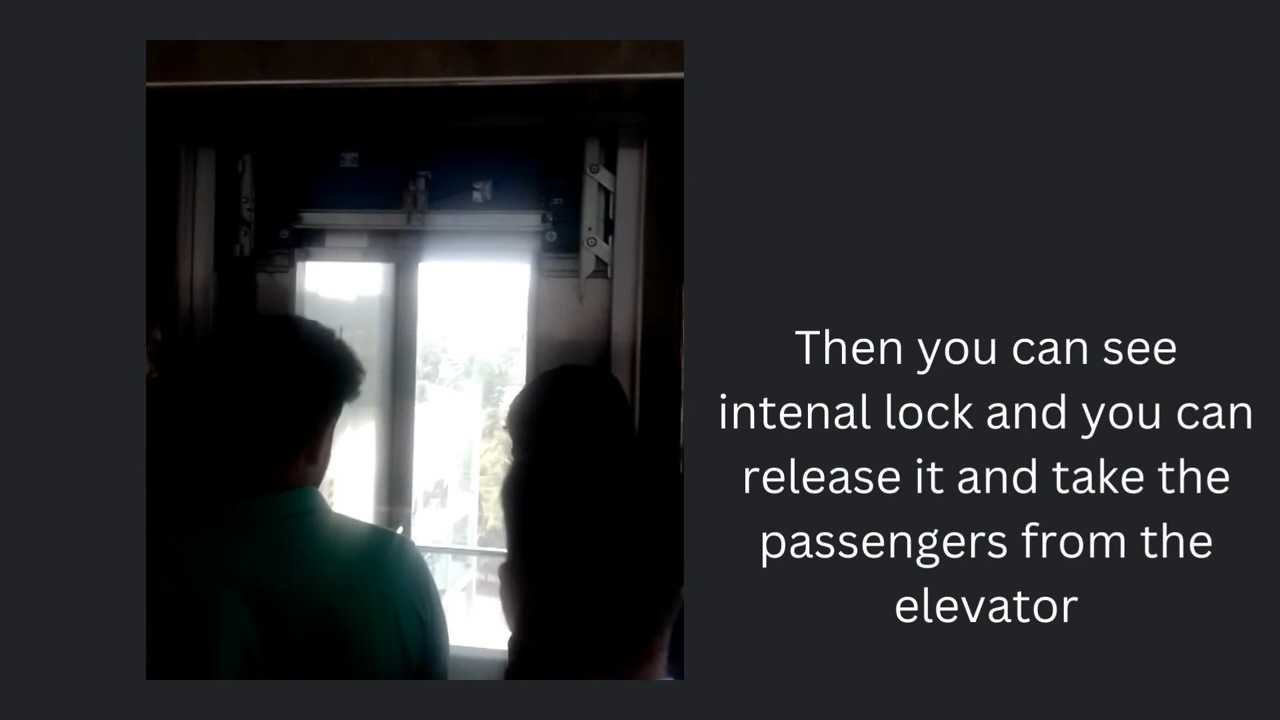 Then you can see
intenal lock and you can
release it and take the
passengers from the
elevator